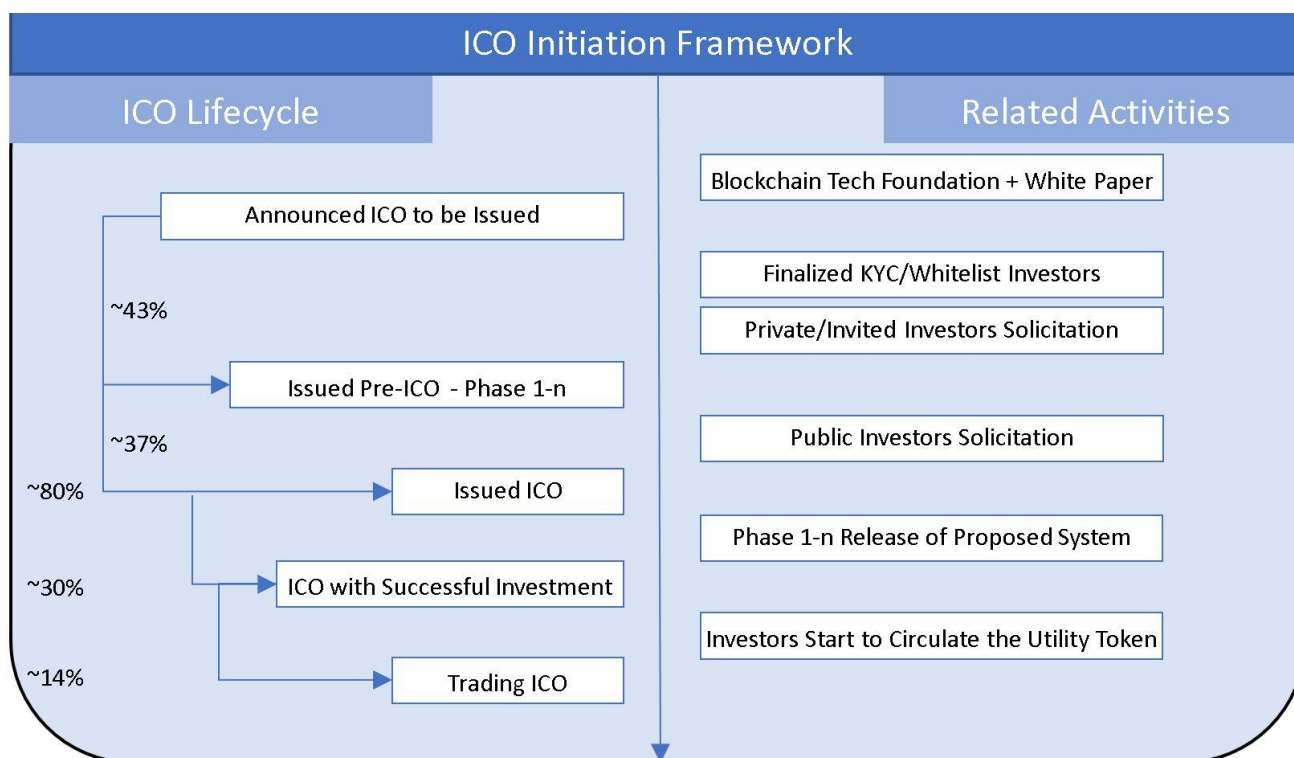 ICO Initiation Framework
ICO Lifecycle
Related Activities
Blockchain Tech Foundation + White Paper
Announced ICO to be Issued
Finalized KYC/Whitelist Investors
~43%
Private/Invited Investors Solicitation
Issued Pre-ICO - Phase 1-n
~37%
Public Investors Solicitation
~80%
Issued ICO
Phase 1-n Release of Proposed System
~30%
ICO with Successful Investment
Investors Start to Circulate the Utility Token
~14%
Trading ICO